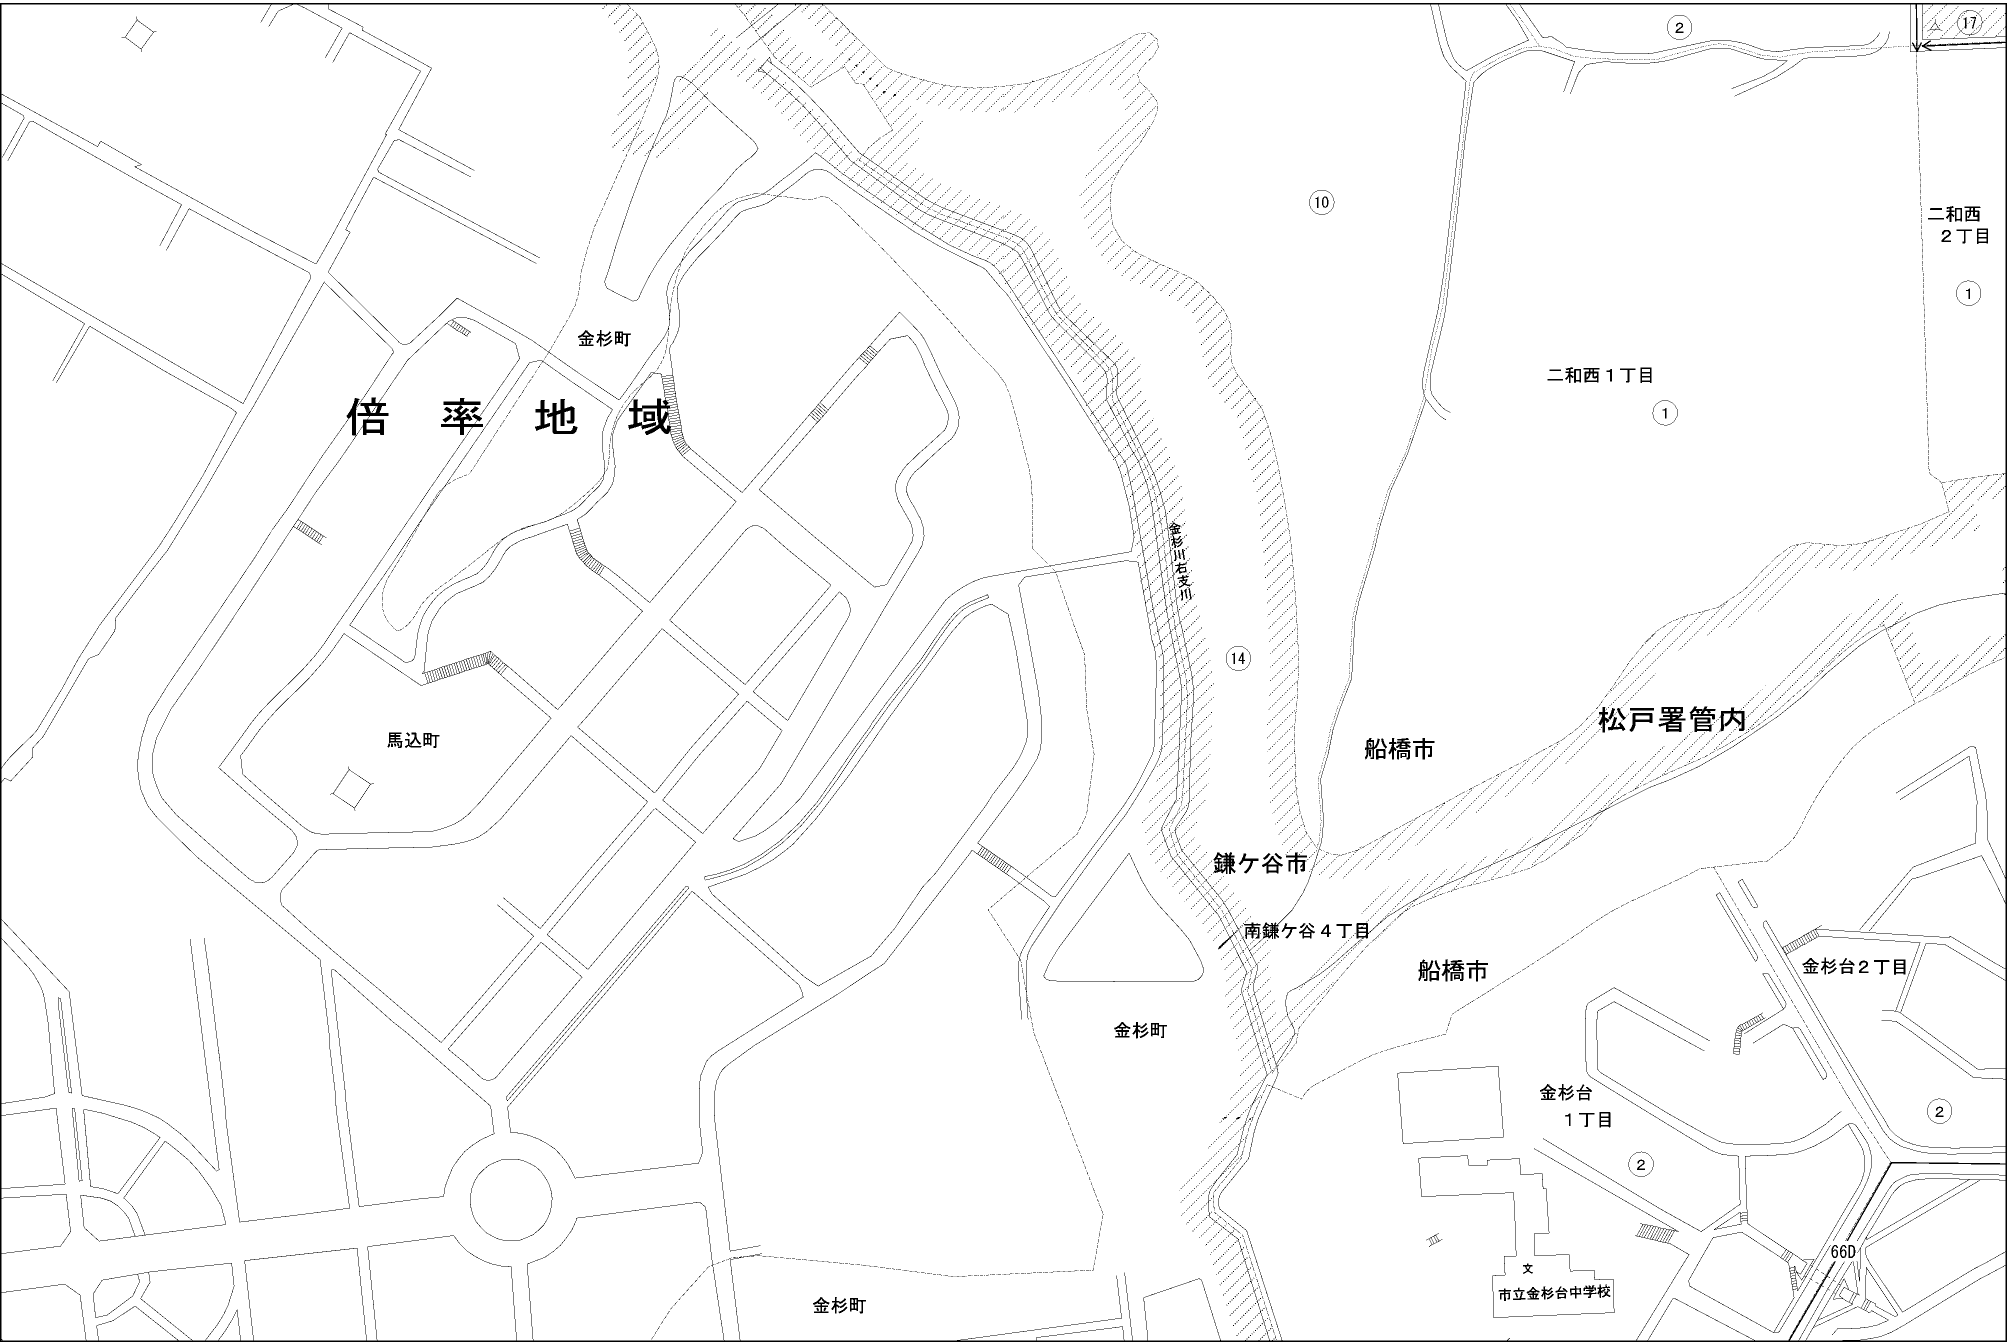 2
17
10
二和西
2丁目
1
金杉町
二和西1丁目
1
倍率地域
金杉川右支川
14
松戸署管内
馬込町
船橋市
鎌ケ谷市
南鎌ケ谷4丁目
船橋市
金杉台2丁目
金杉町
金杉台
1丁目
2
2
66D
文
市立金杉台中学校
金杉町